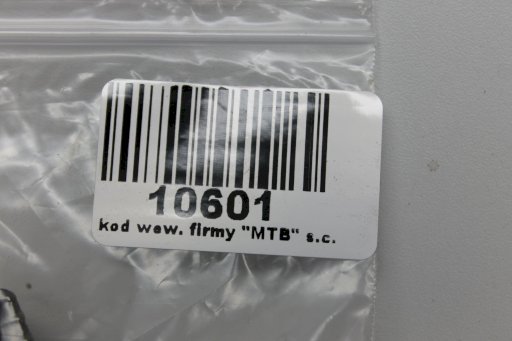 10601
kod wew. firmy "MTB" s.c.